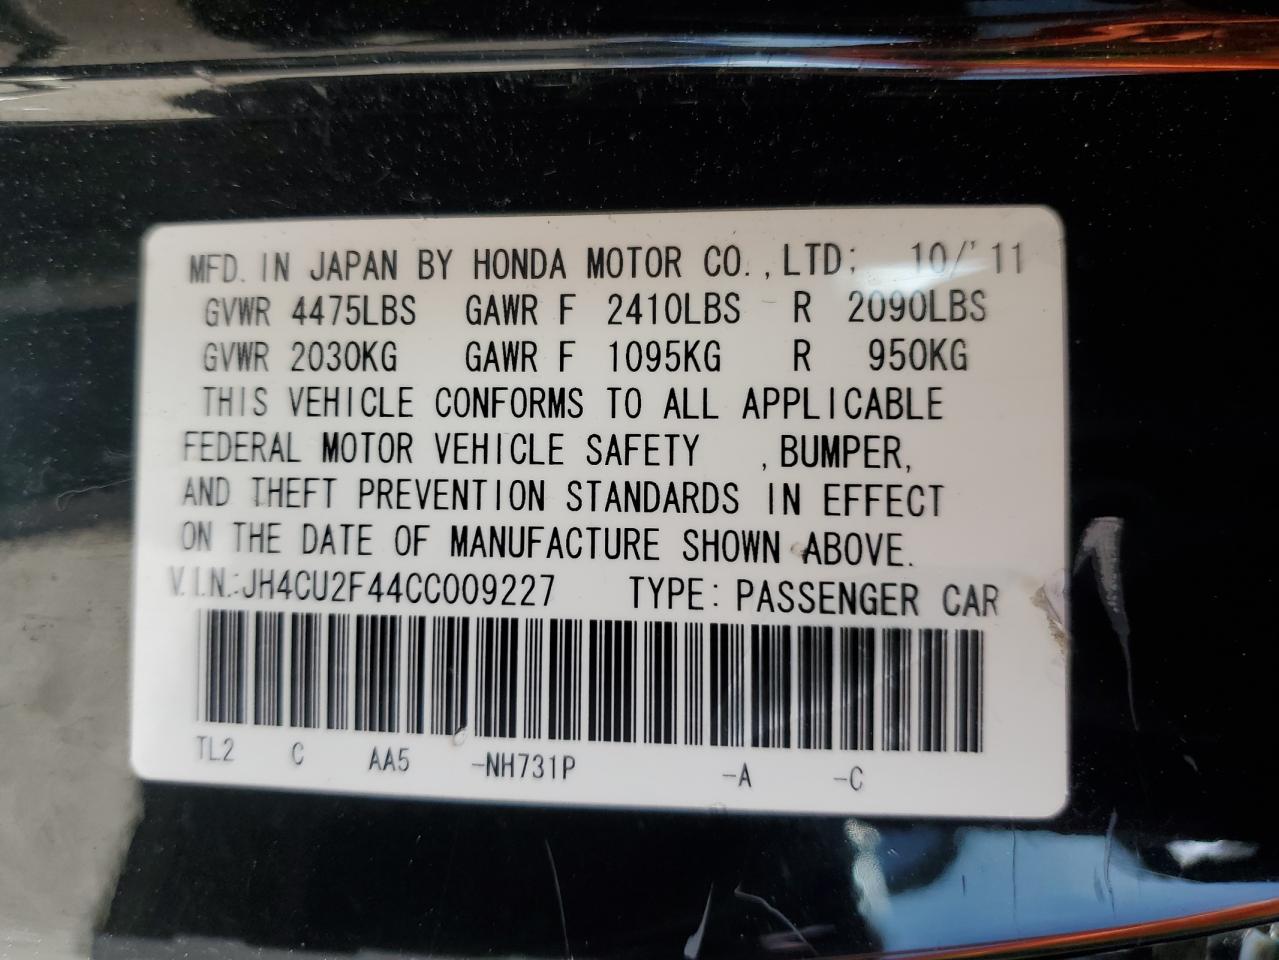 MFD. IN JAPAN BY HONDA MOTOR CO.,LTD; 10/'11
GVWR 4475LBS GAWR F 2410LBS R 2090LBS
GVWR 2030KG GAWR F 1095KG R 950KG
THIS VEHICLE CONFORMS TO ALL APPLICABLE
FEDERAL MOTOR VEHICLE SAFETY , BUMPER,
AND THEFT PREVENTION STANDARDS IN EFFECT
ON THE DATE OF MANUFACTURE SHOWN ABOVE.
V.I.N.:JH4CU2F44CC009227 TYPE: PASSENGER CAR
TL2 C AA5 -NH731P -A -C